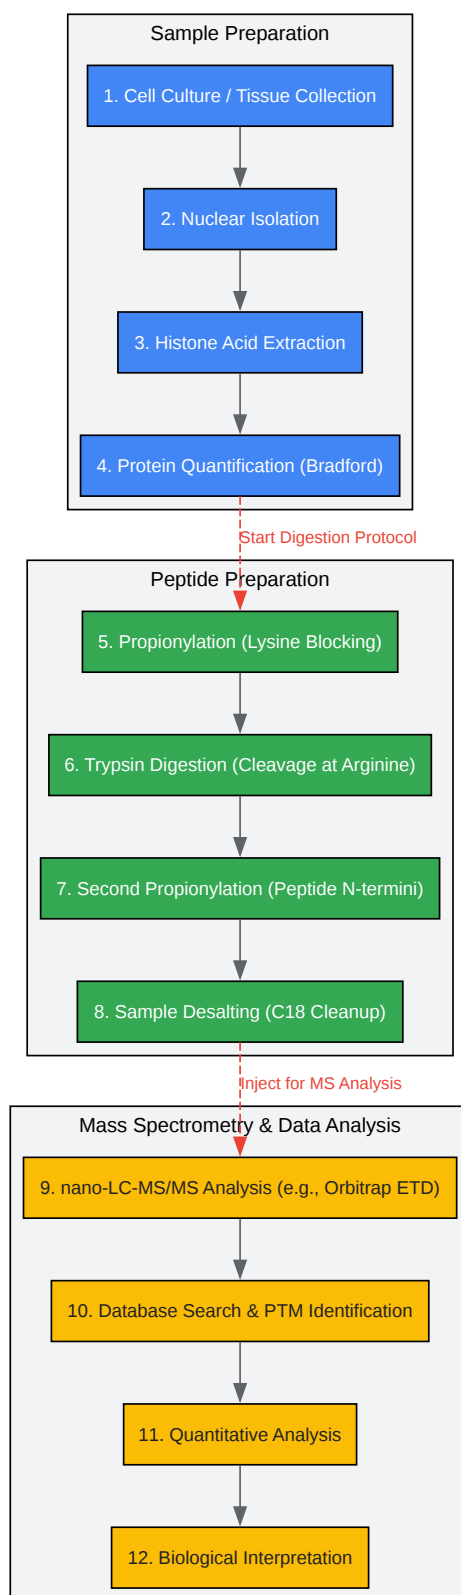 Sample Preparation
1. Cell Culture / Tissue Collection
2. Nuclear Isolation
3. Histone Acid Extraction
4. Protein Quantification (Bradford)
Start Digestion Protocol
Peptide Preparation
5. Propionylation (Lysine Blocking)
6. Trypsin Digestion (Cleavage at Arginine)
7. Second Propionylation (Peptide N-termini)
8. Sample Desalting (C18 Cleanup)
Inject for MS Analysis
Mass Spectrometry & Data Analysis
9. nano-LC-MS/MS Analysis (e.g., Orbitrap ETD)
10. Database Search & PTM Identification
11. Quantitative Analysis
12. Biological Interpretation